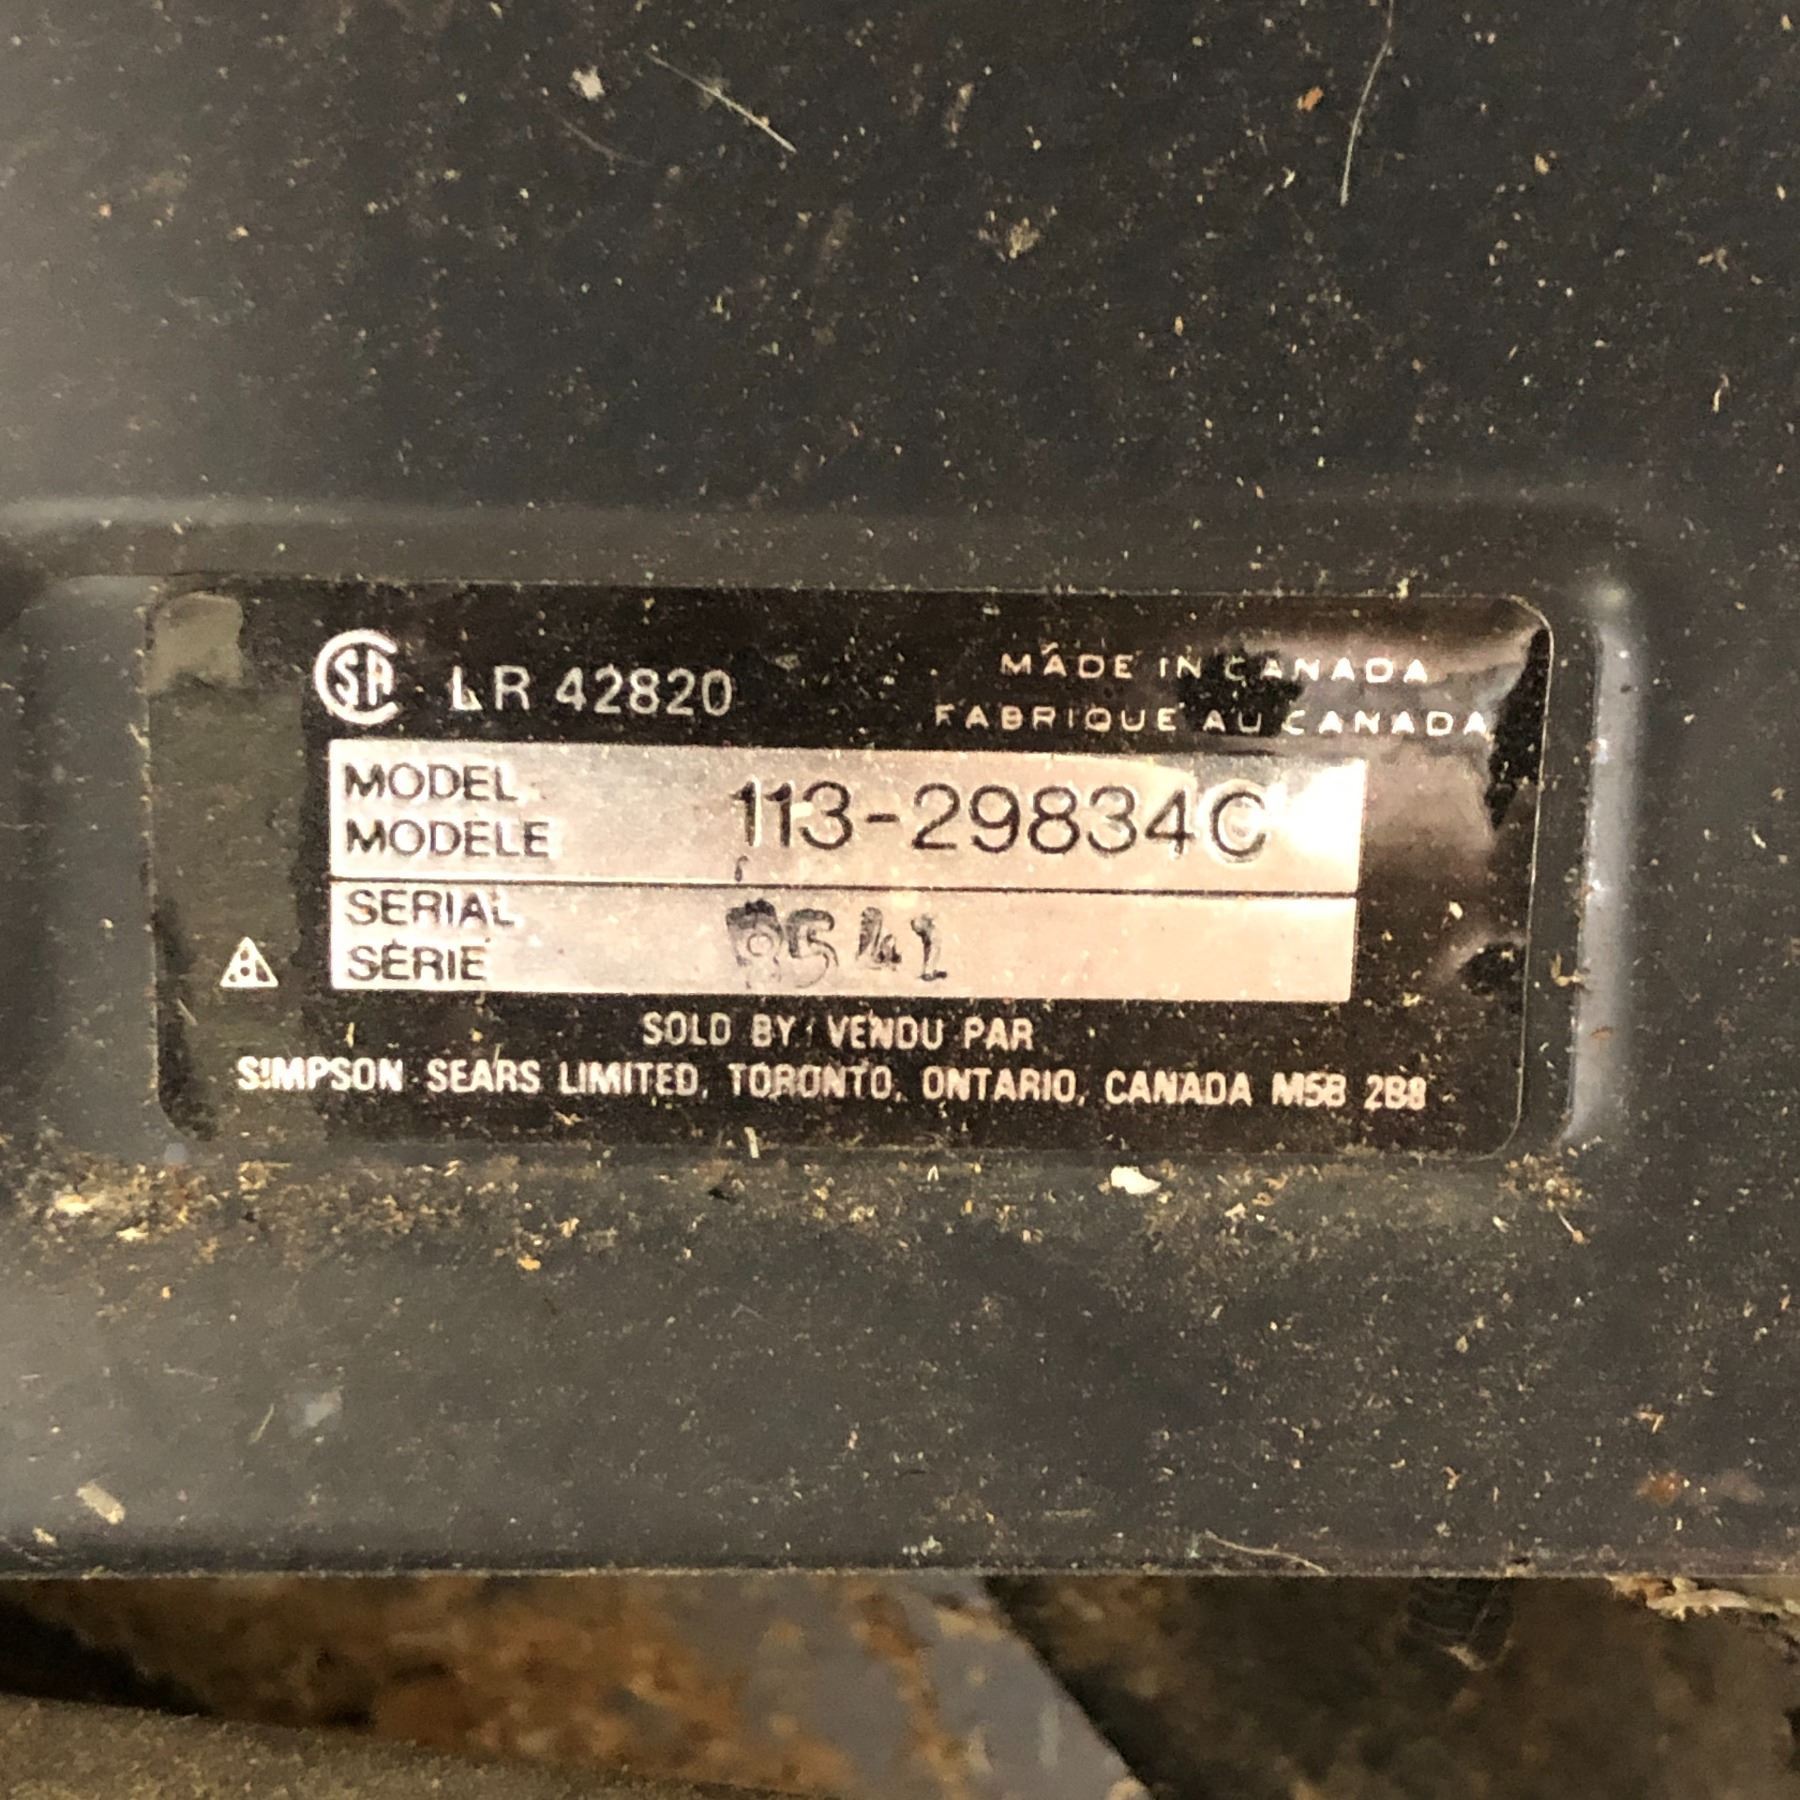 CSA LR 42820
MADE IN CANADA
FABRIQUE AU CANADA
MODEL 113-29834C
MODELE
SERIAL
SÉRIE
SOLD BY / VENDU PAR
SIMPSON SEARS LIMITED, TORONTO, ONTARIO, CANADA M5B 2B8